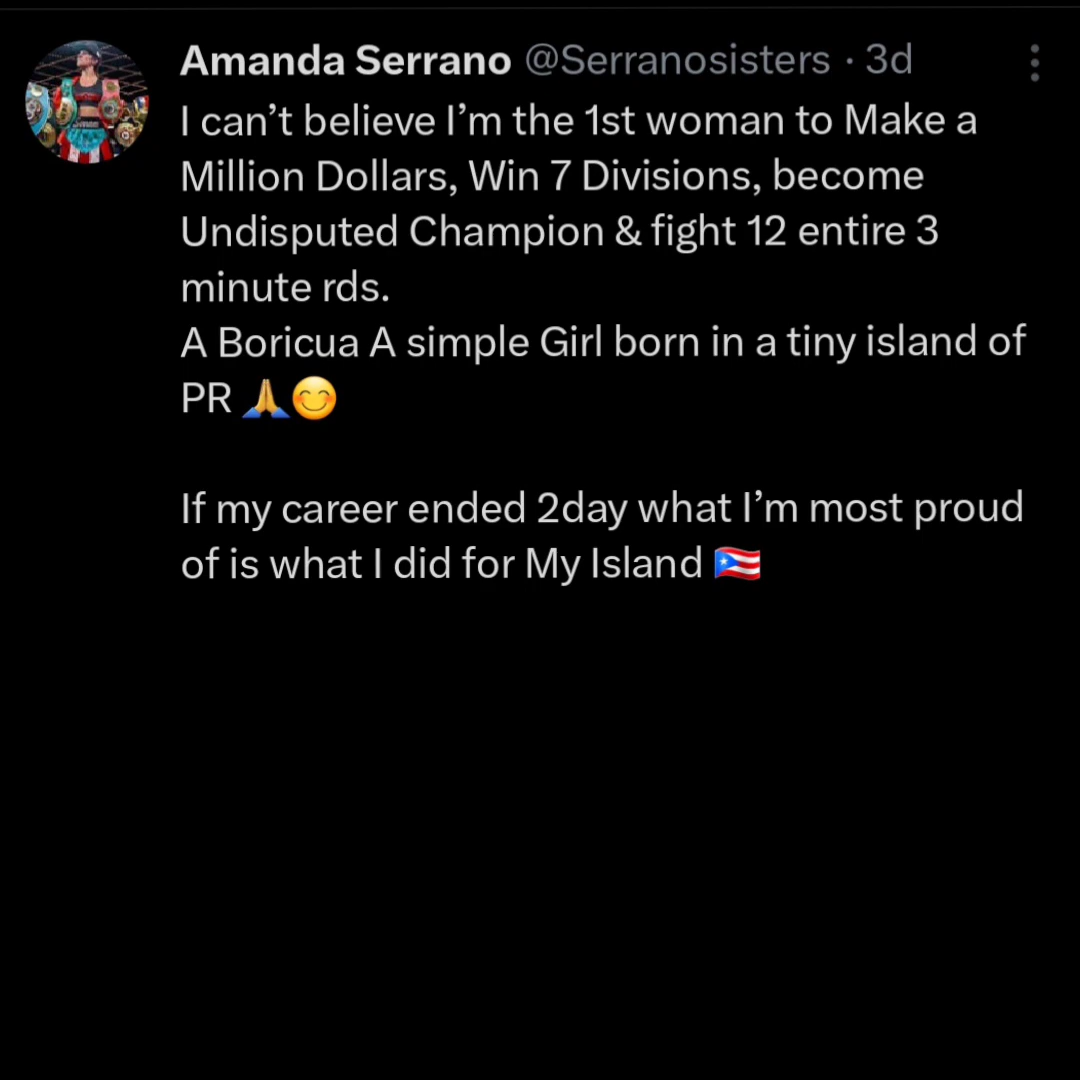 Amanda Serrano @Serranosisters · 3d
I can’t believe I’m the 1st woman to Make a
Million Dollars, Win 7 Divisions, become
Undisputed Champion & fight 12 entire 3
minute rds.
A Boricua A simple Girl born in a tiny island of
PR 🙏😊
If my career ended 2day what I’m most proud
of is what I did for My Island 🇵🇷